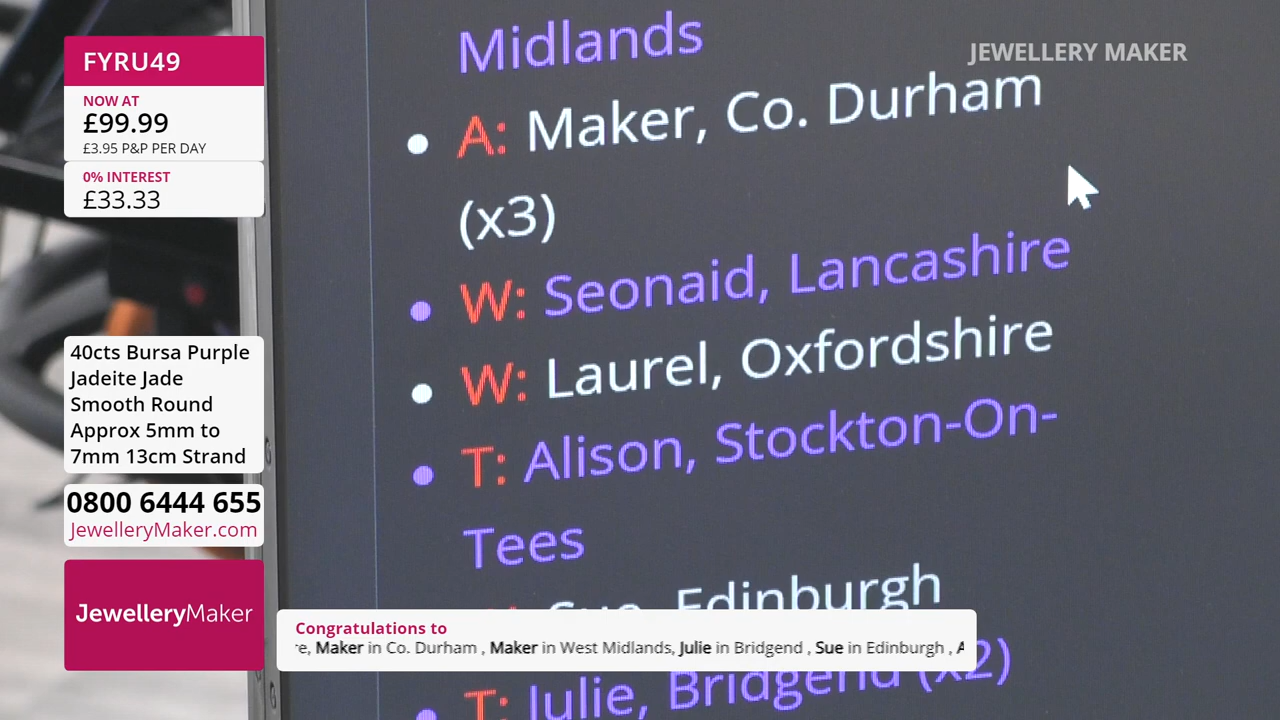 FYRU49
NOW AT
£99.99
£3.95 P&P PER DAY
0% INTEREST
£33.33
40cts Bursa Purple
Jadeite Jade
Smooth Round
Approx 5mm to
7mm 13cm Strand
0800 6444 655
JewelleryMaker.com
JewelleryMaker
JEWELLERY MAKER
Midlands
• A: Maker, Co. Durham
(x3)
• W: Seonaid, Lancashire
• W: Laurel, Oxfordshire
• T: Alison, Stockton-On-
Tees
Sue, Edinburgh
• T: Julie, Bridgend (x2)
Congratulations to
re, Maker in Co. Durham , Maker in West Midlands, Julie in Bridgend , Sue in Edinburgh , A